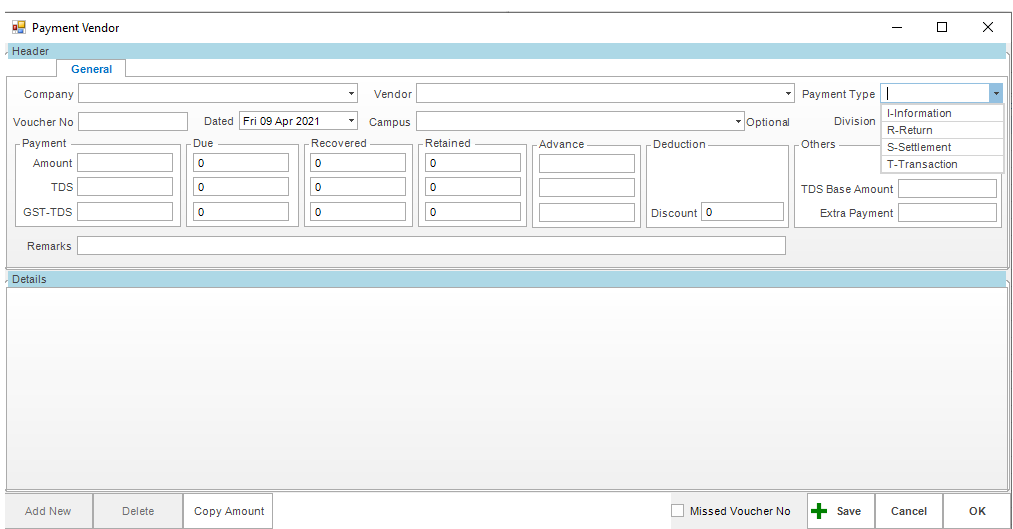 Payment Vendor
Header
General
Company Vendor Payment Type
I-Information
R-Return
S-Settlement
T-Transaction
Voucher No Dated Fri 09 Apr 2021 Campus Optional Division
Payment Due Recovered Retained Advance Deduction Others
Amount 0 0 0
TDS 0 0 0 TDS Base Amount
GST-TDS 0 0 0 Discount 0 Extra Payment
Remarks
Details
Add New Delete Copy Amount Missed Voucher No Save Cancel OK